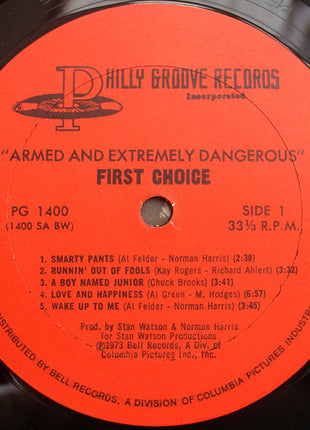 PHILLY GROOVE RECORDS
Incorporated
"ARMED AND EXTREMELY DANGEROUS"
FIRST CHOICE
PG 1400
(1400 SA BW)
SIDE 1
33⅓ R.P.M.
1. SMARTY PANTS (Al Felder - Norman Harris) (2:38)
2. RUNNIN' OUT OF FOOLS (Kay Rogers - Richard Ahlert) (3:32)
3. A BOY NAMED JUNIOR (Chuck Brooks) (3:41)
4. LOVE AND HAPPINESS (Al Green - M. Hodges) (6:57)
5. WAKE UP TO ME (Al Felder - Norman Harris) (3:45)
Prod. by Stan Watson & Norman Harris
for Stan Watson Productions
℗1973 Bell Records, A Div. of
Columbia Pictures Ind., Inc.
DISTRIBUTED BY BELL RECORDS, A DIVISION OF COLUMBIA PICTURES INDUSTRI